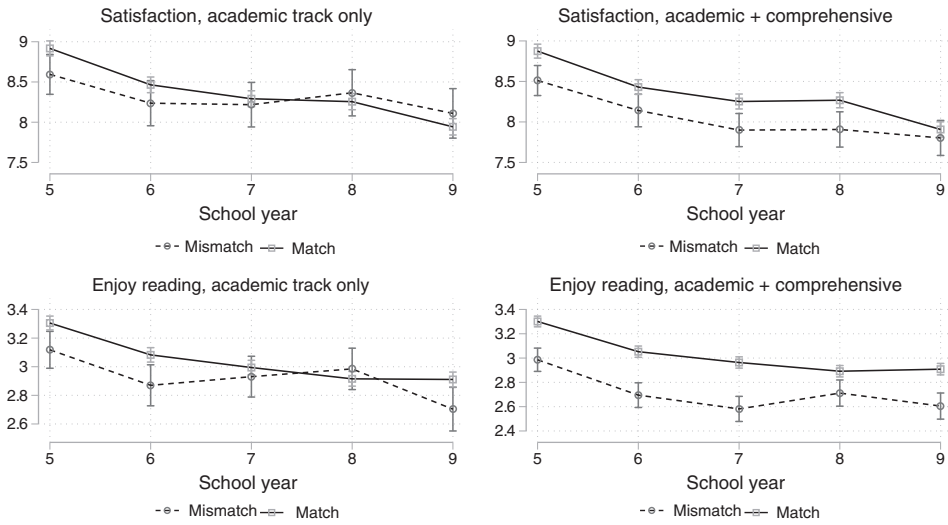 Satisfaction, academic track only
9
8.5
8
7.5
5 6 7 8 9
School year
Mismatch Match
Satisfaction, academic + comprehensive
9
8.5
8
7.5
5 6 7 8 9
School year
Mismatch Match
Enjoy reading, academic track only
3.4
3.2
3
2.8
2.6
5 6 7 8 9
School year
Mismatch Match
Enjoy reading, academic + comprehensive
3.4
3.2
3
2.8
2.6
2.4
5 6 7 8 9
School year
Mismatch Match